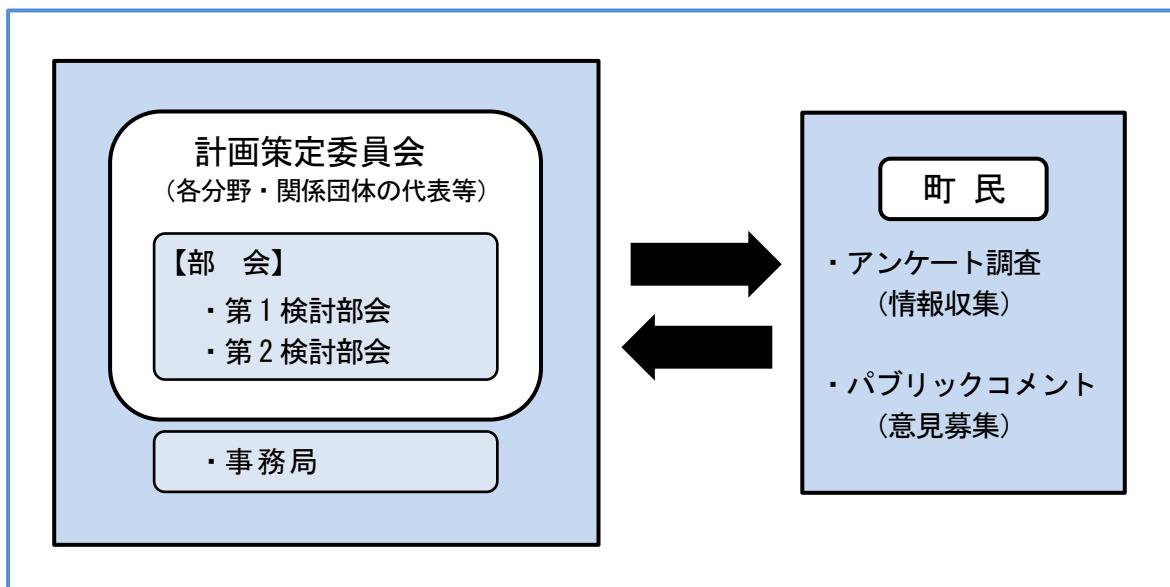 計画策定委員会
（各分野・関係団体の代表等）
【部　会】
・第１検討部会
・第２検討部会
・事務局
町 民
・アンケート調査
（情報収集）
・パブリックコメント
（意見募集）